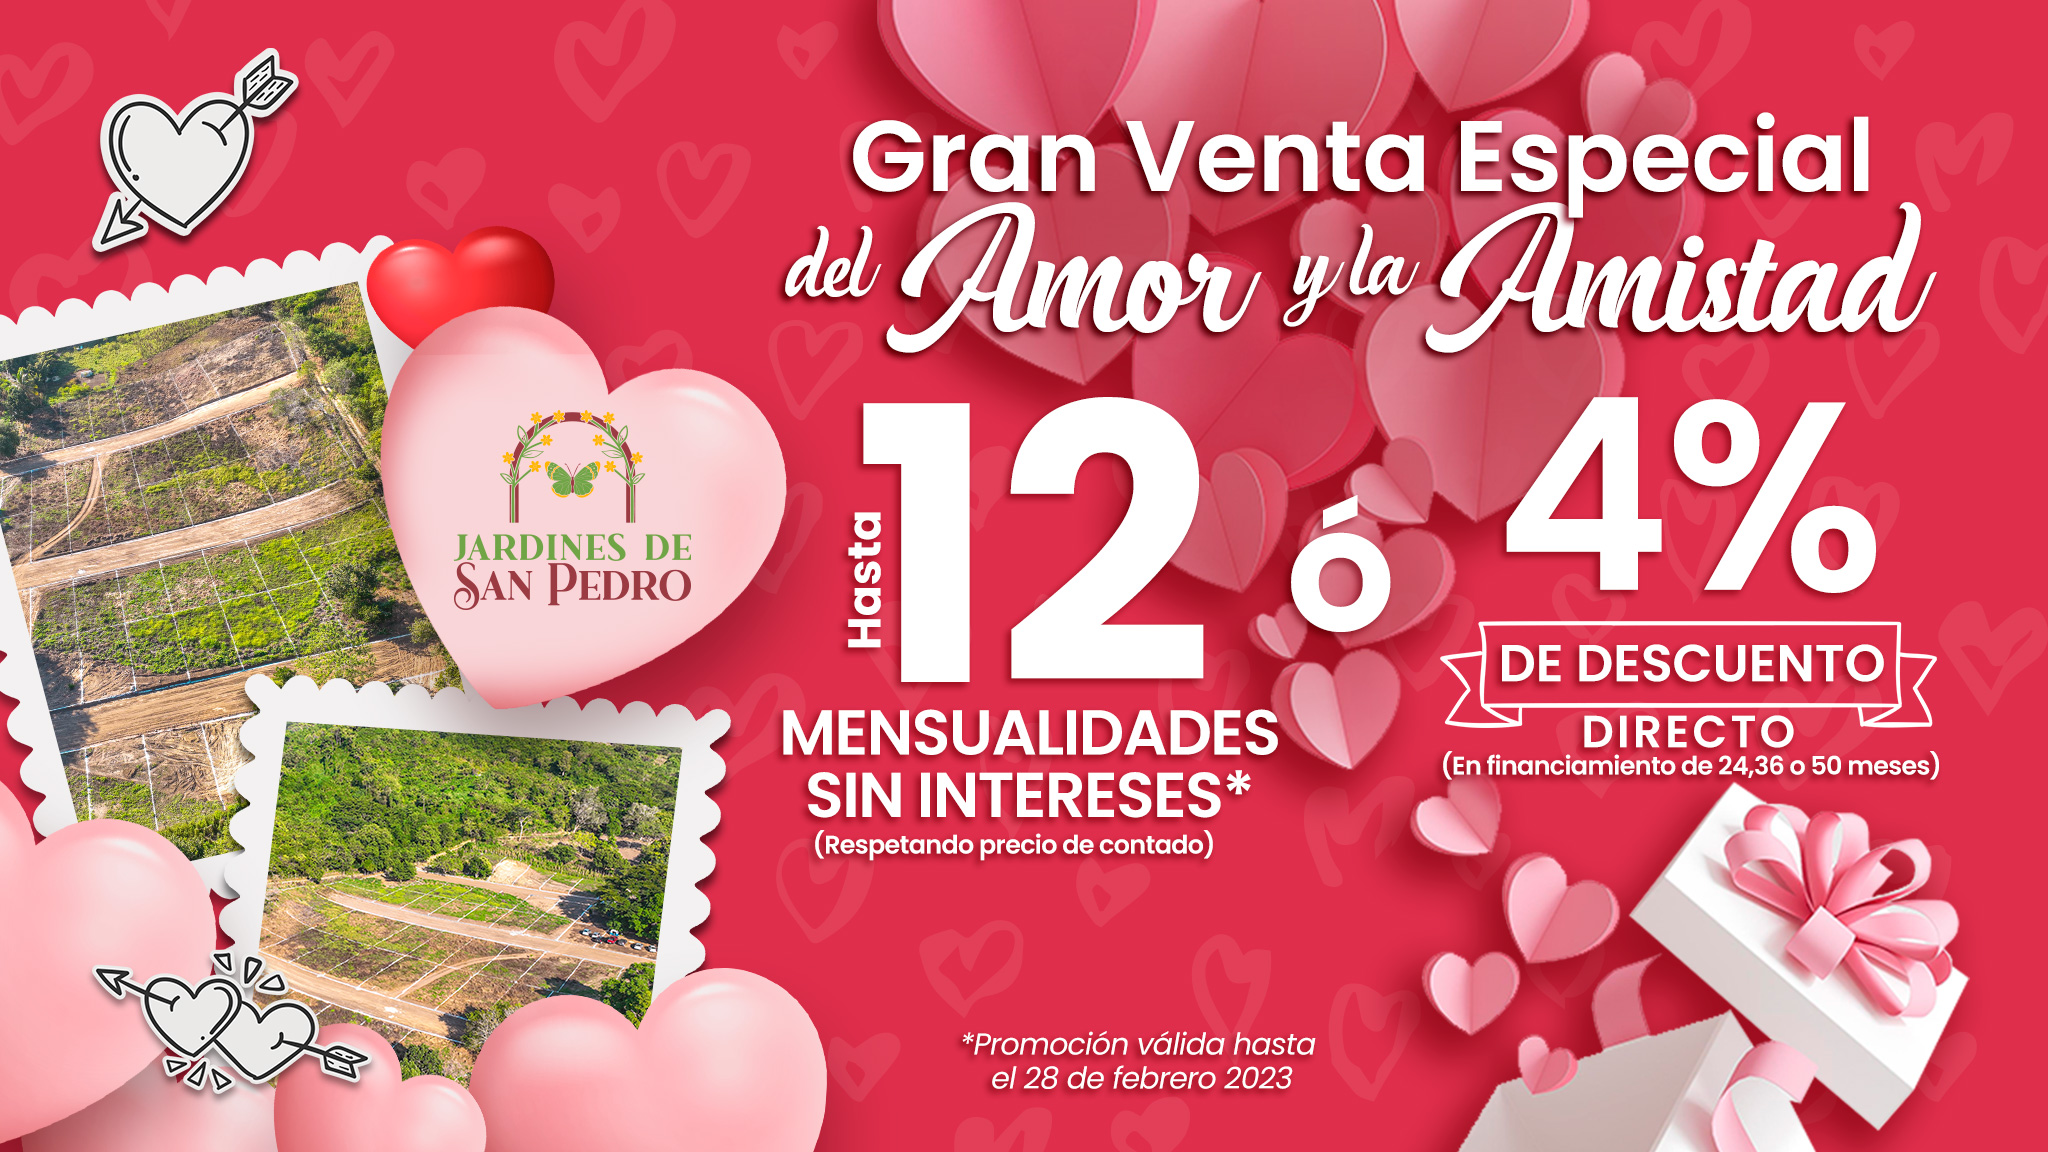 Gran Venta Especial
del Amor y la Amistad
JARDINES DE
SAN PEDRO
Hasta
12
MENSUALIDADES
SIN INTERESES*
(Respetando precio de contado)
ó
4%
DE DESCUENTO
DIRECTO
(En financiamiento de 24,36 o 50 meses)
*Promoción válida hasta
el 28 de febrero 2023